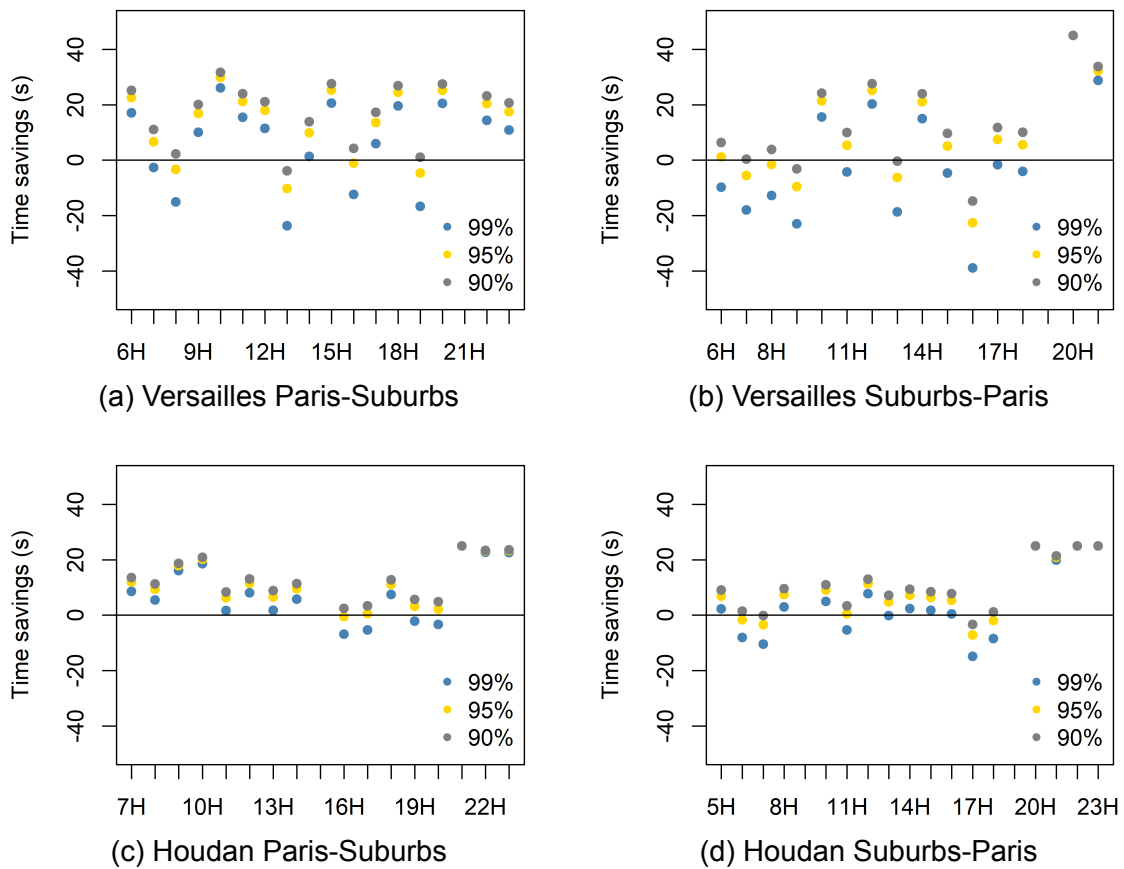 Time savings (s)
40
20
0
-20
-40
99%
95%
90%
6H 9H 12H 15H 18H 21H
(a) Versailles Paris-Suburbs
Time savings (s)
40
20
0
-20
-40
99%
95%
90%
6H 8H 11H 14H 17H 20H
(b) Versailles Suburbs-Paris
Time savings (s)
40
20
0
-20
-40
99%
95%
90%
7H 10H 13H 16H 19H 22H
(c) Houdan Paris-Suburbs
Time savings (s)
40
20
0
-20
-40
99%
95%
90%
5H 8H 11H 14H 17H 20H 23H
(d) Houdan Suburbs-Paris